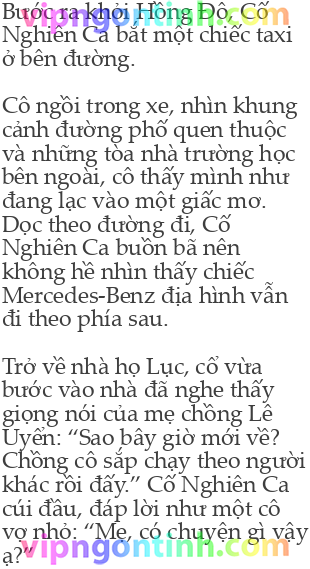 Bước ra khỏi Hồng Đô, Cố
Nghiên Ca bắt một chiếc taxi
ở bên đường.
Cô ngồi trong xe, nhìn khung
cảnh đường phố quen thuộc
và những tòa nhà trường học
bên ngoài, cô thấy mình như
đang lạc vào một giấc mơ.
Dọc theo đường đi, Cố
Nghiên Ca buồn bã nên
không hề nhìn thấy chiếc
Mercedes-Benz địa hình vẫn
đi theo phía sau.
Trở về nhà họ Lục, cổ vừa
bước vào nhà đã nghe thấy
giọng nói của mẹ chồng Lê
Uyển: “Sao bây giờ mới về?
Chồng cô sắp chạy theo người
khác rồi đấy.” Cố Nghiên Ca
cúi đầu, đáp lời như một cô
vợ nhỏ: “Mẹ, có chuyện gì vậy
ạ?”
vipngontinh.com
vipngontinh.com